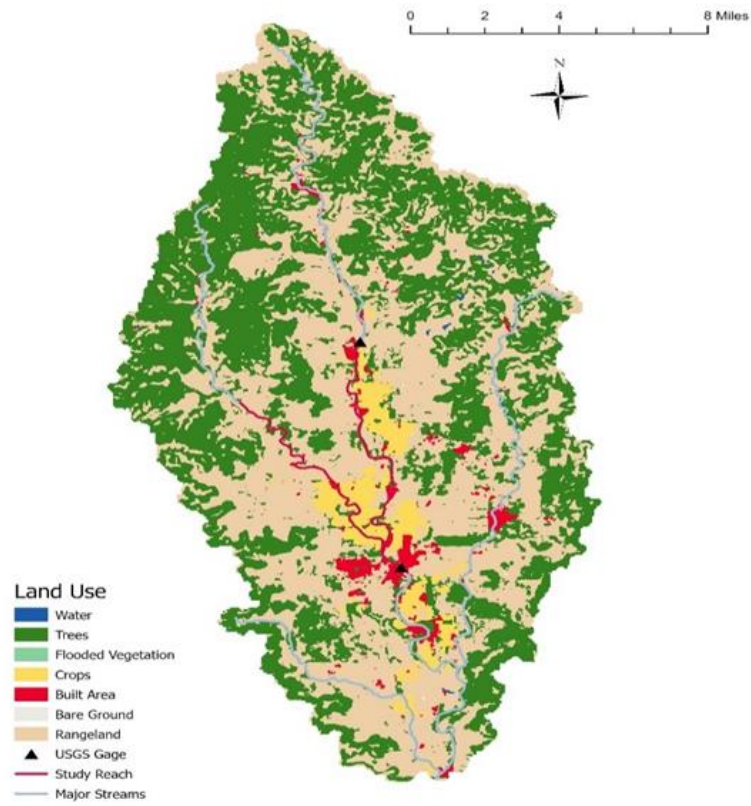 0 2 4 8 Miles
N
Land Use
Water
Trees
Flooded Vegetation
Crops
Built Area
Bare Ground
Rangeland
USGS Gage
Study Reach
Major Streams